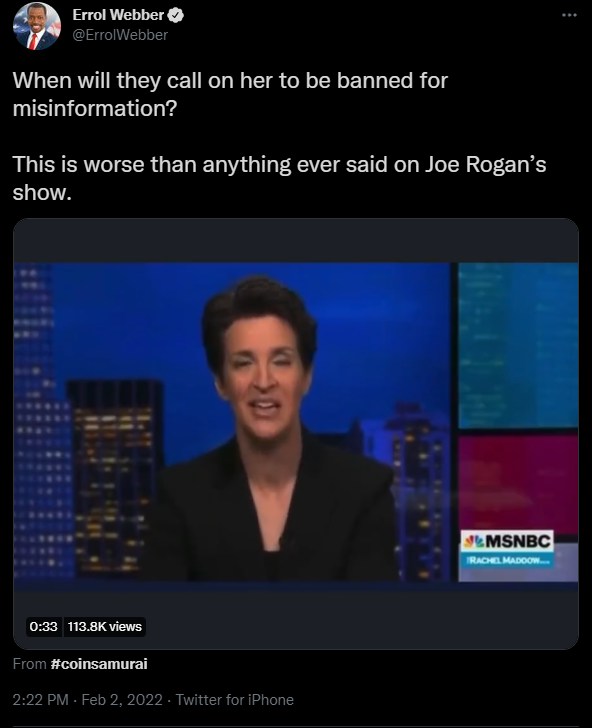 Errol Webber
@ErrolWebber
When will they call on her to be banned for
misinformation?
This is worse than anything ever said on Joe Rogan’s
show.
MSNBC
RACHEL MADDOW...
0:33 113.8K views
From #coinsamurai
2:22 PM · Feb 2, 2022 · Twitter for iPhone